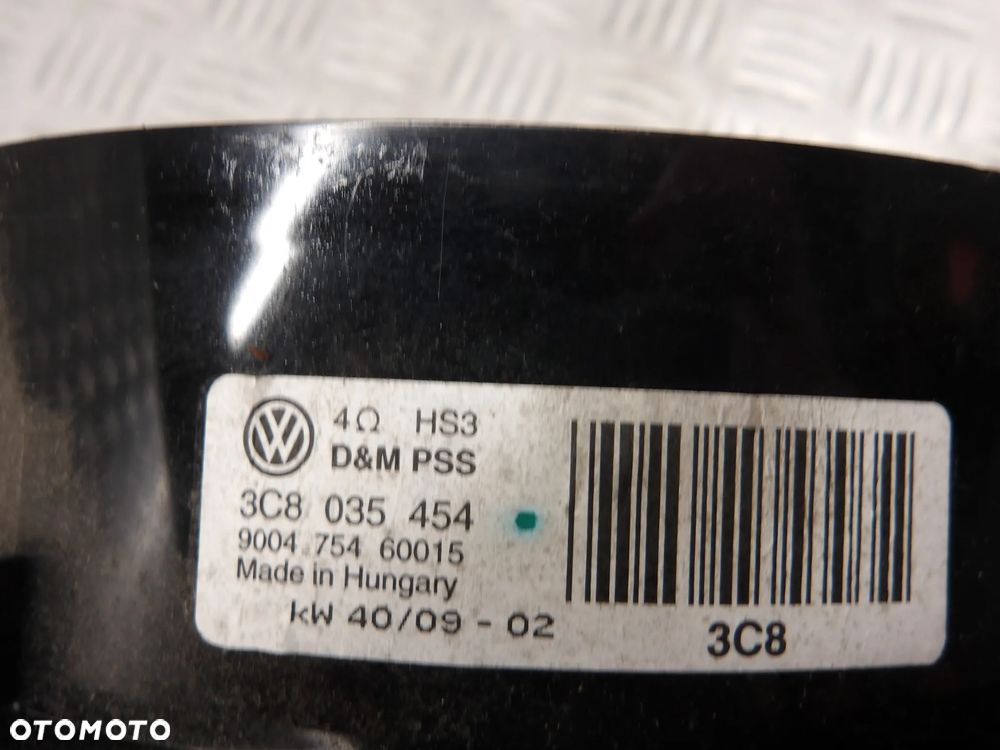 4Ω HS3
D&M PSS
3C8 035 454
9004 754 60015
Made in Hungary
kW 40/09 - 02
3C8
OTOMOTO